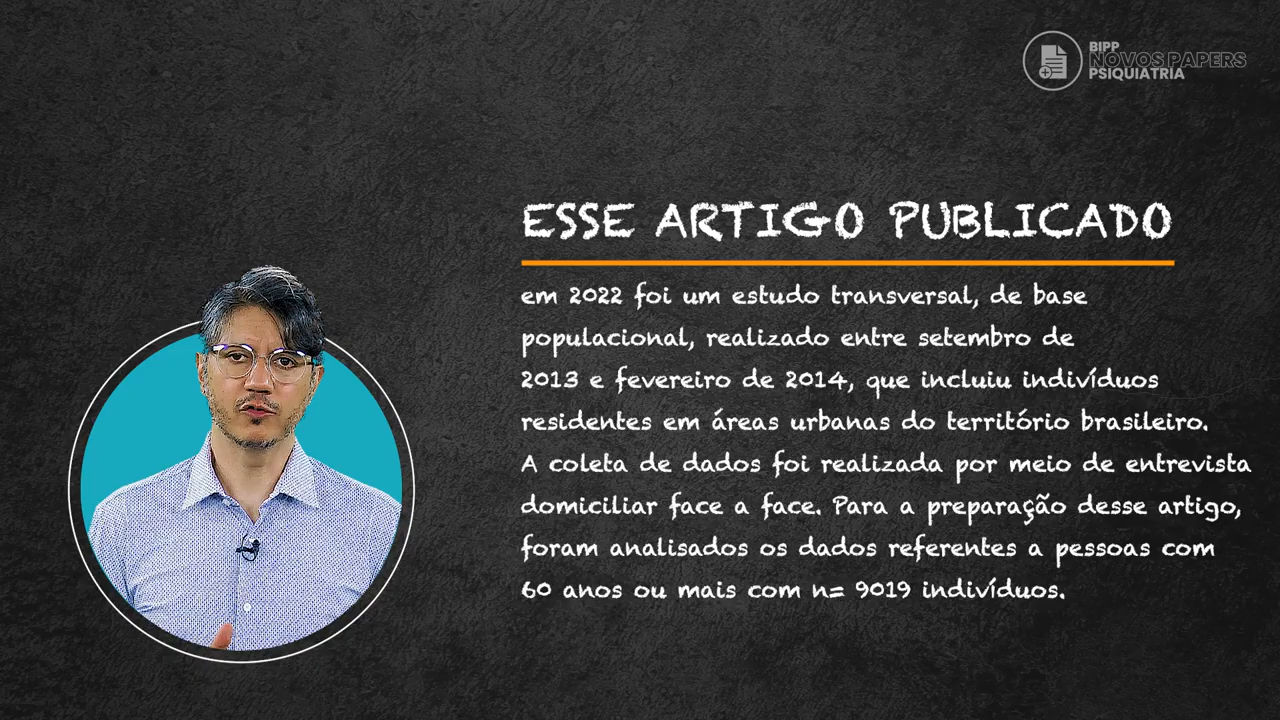 BIPP
NOVOS PAPERS
PSIQUIATRIA
ESSE ARTIGO PUBLICADO
em 2022 foi um estudo transversal, de base
populacional, realizado entre setembro de
2013 e fevereiro de 2014, que incluiu indivíduos
residentes em áreas urbanas do território brasileiro.
A coleta de dados foi realizada por meio de entrevista
domiciliar face a face. Para a preparação desse artigo,
foram analisados os dados referentes a pessoas com
60 anos ou mais com n= 9019 indivíduos.